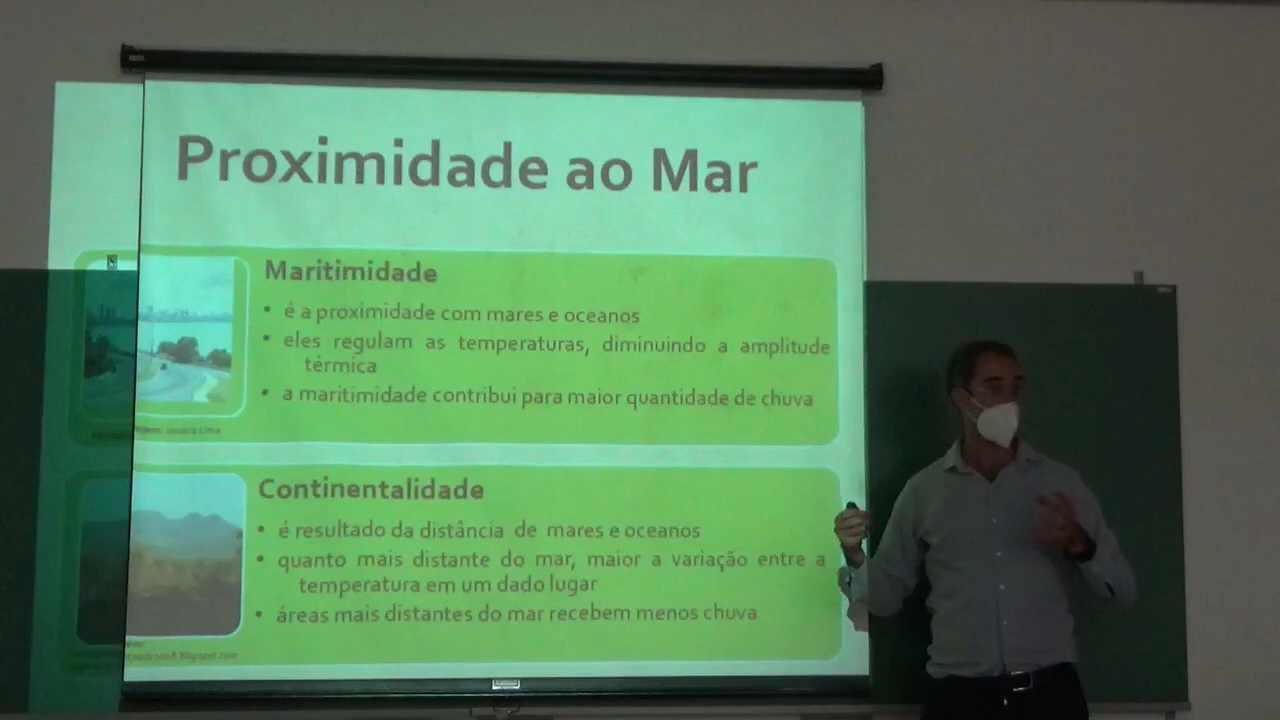 Proximidade ao Mar
Maritimidade
• é a proximidade com mares e oceanos
• eles regulam as temperaturas, diminuindo a amplitude
térmica
• a maritimidade contribui para maior quantidade de chuva
Continentalidade
• é resultado da distância de mares e oceanos
• quanto mais distante do mar, maior a variação entre a
temperatura em um dado lugar
• áreas mais distantes do mar recebem menos chuva